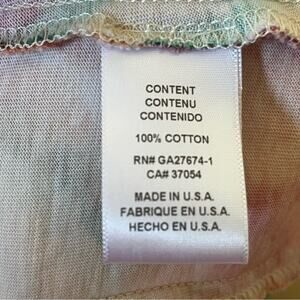 CONTENT
CONTENU
CONTENIDO
100% COTTON
RN# GA27674-1
CA# 37054
MADE IN U.S.A.
FABRIQUE EN U.S.A.
HECHO EN U.S.A.